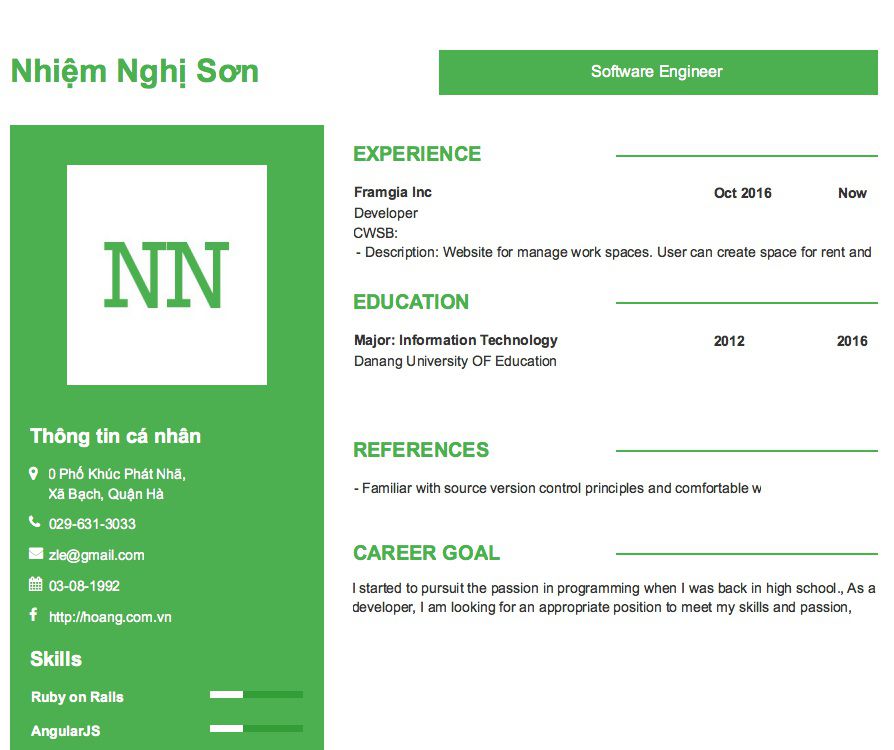 Nhiệm Nghị Sơn
Software Engineer
NN
Thông tin cá nhân
0 Phố Khúc Phát Nhã,
Xã Bạch, Quận Hà
029-631-3033
zle@gmail.com
03-08-1992
http://hoang.com.vn
Skills
Ruby on Rails
AngularJS
EXPERIENCE
Framgia Inc Oct 2016 Now
Developer
CWSB:
- Description: Website for manage work spaces. User can create space for rent and
EDUCATION
Major: Information Technology 2012 2016
Danang University OF Education
REFERENCES
- Familiar with source version control principles and comfortable w
CAREER GOAL
I started to pursuit the passion in programming when I was back in high school., As a
developer, I am looking for an appropriate position to meet my skills and passion,